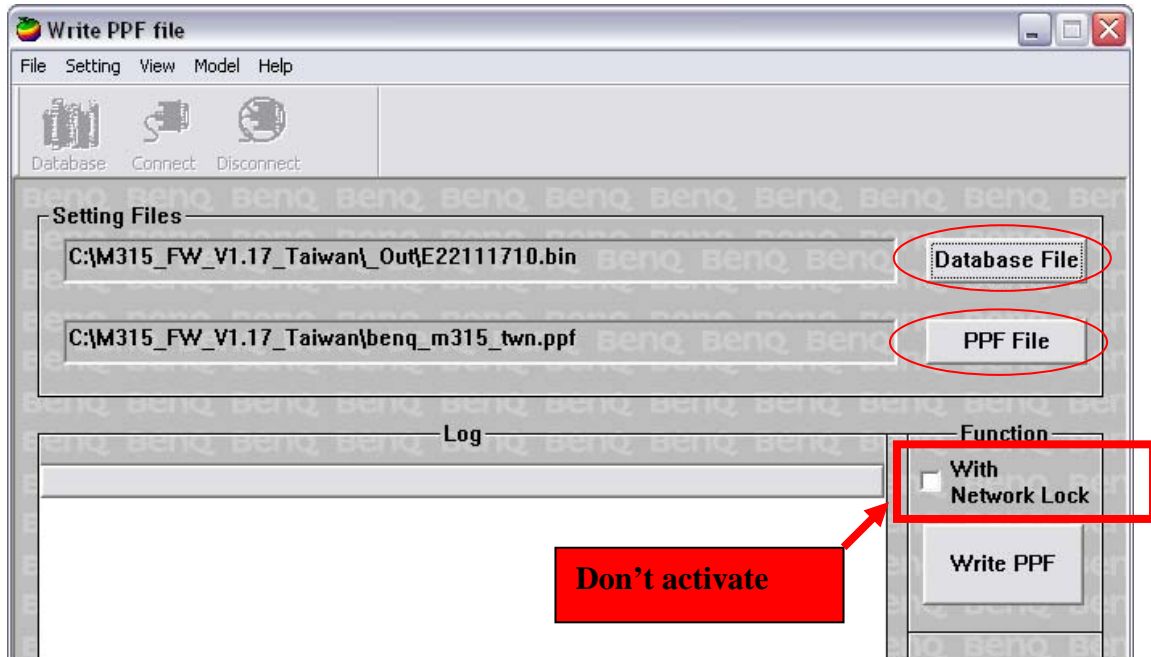 Write PPF file
File Setting View Model Help
Database Connect Disconnect
Setting Files
C:\M315_FW_V1.17_Taiwan\_Out\E22111710.bin
Database File
C:\M315_FW_V1.17_Taiwan\benq_m315_twn.ppf
PPF File
Log
Function
With
Network Lock
Don’t activate
Write PPF